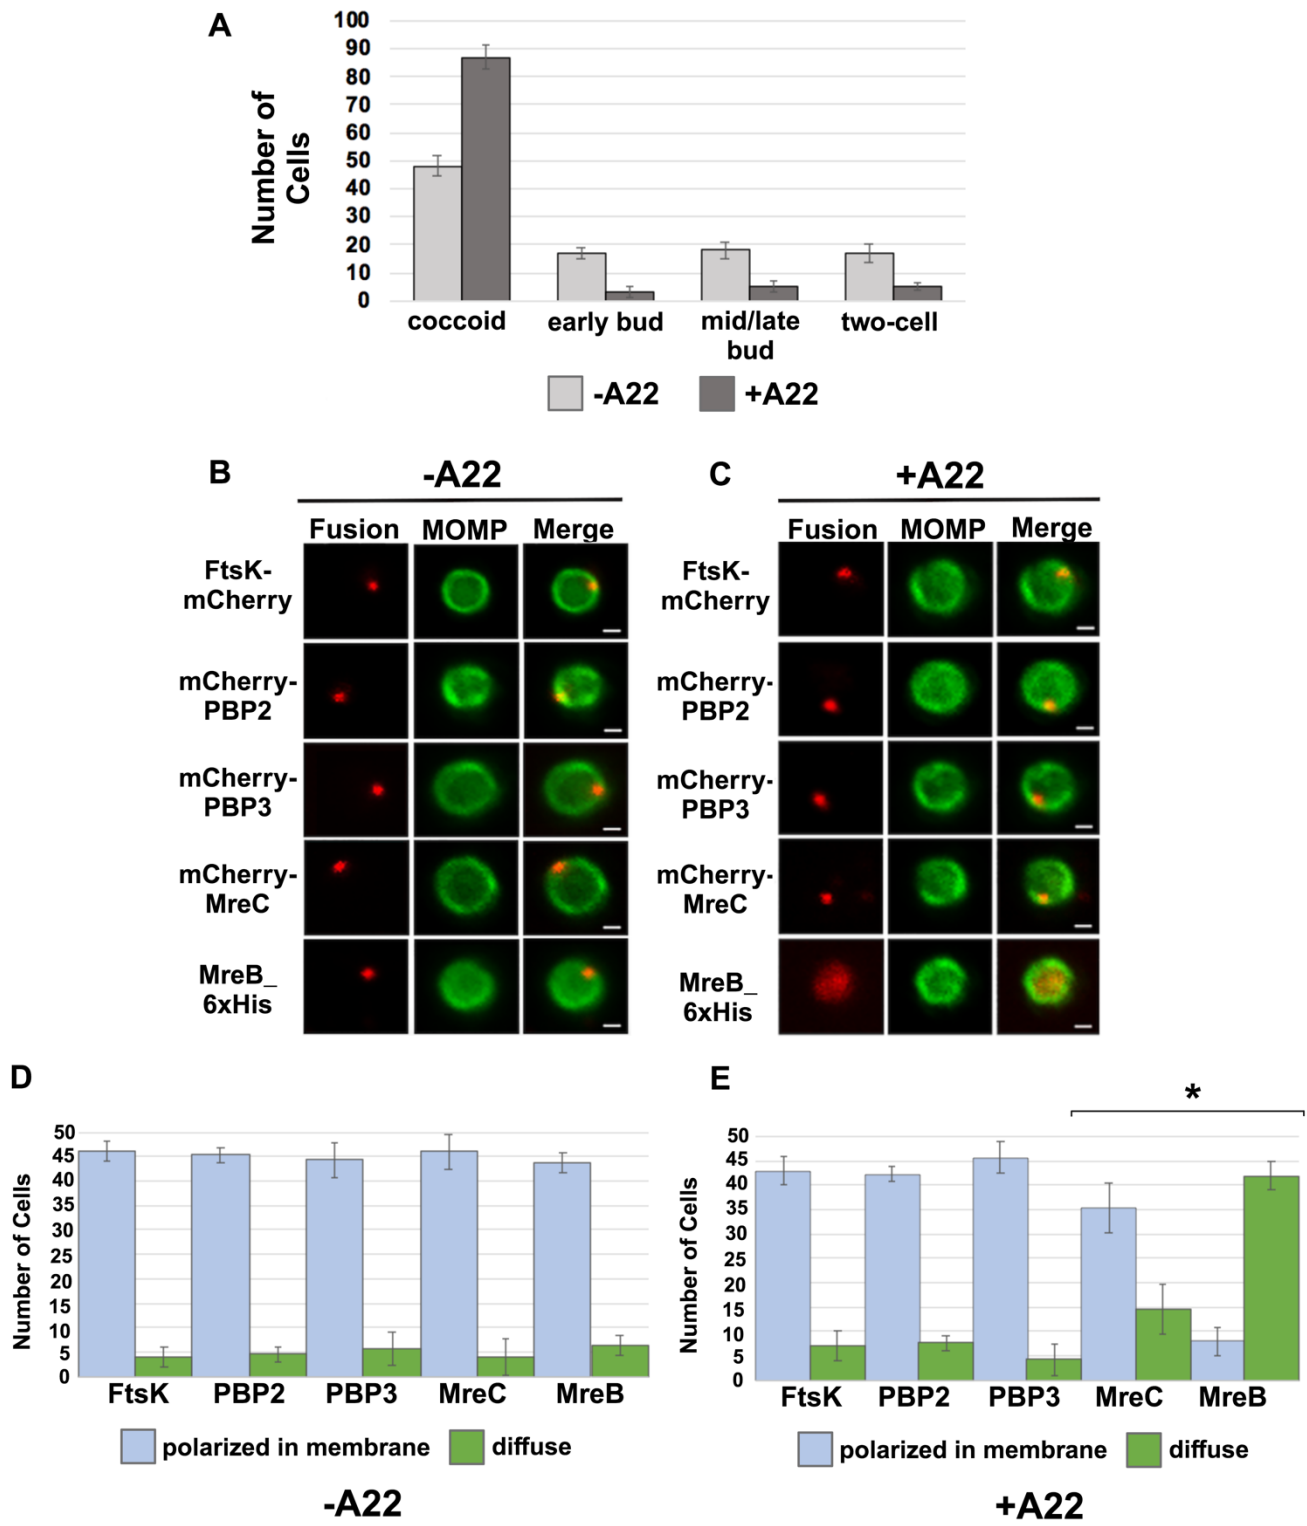 A
Number of
Cells
100
90
80
70
60
50
40
30
20
10
0
coccoid
early bud
mid/late
bud
two-cell
-A22
+A22
B
-A22
Fusion MOMP Merge
FtsK-
mCherry
mCherry-
PBP2
mCherry-
PBP3
mCherry-
MreC
MreB_
6xHis
C
+A22
Fusion MOMP Merge
FtsK-
mCherry
mCherry-
PBP2
mCherry-
PBP3
mCherry-
MreC
MreB_
6xHis
D
Number of Cells
50
45
40
35
30
25
20
15
10
5
0
FtsK PBP2 PBP3 MreC MreB
polarized in membrane diffuse
-A22
E
*
Number of Cells
50
45
40
35
30
25
20
15
10
5
0
FtsK PBP2 PBP3 MreC MreB
polarized in membrane diffuse
+A22